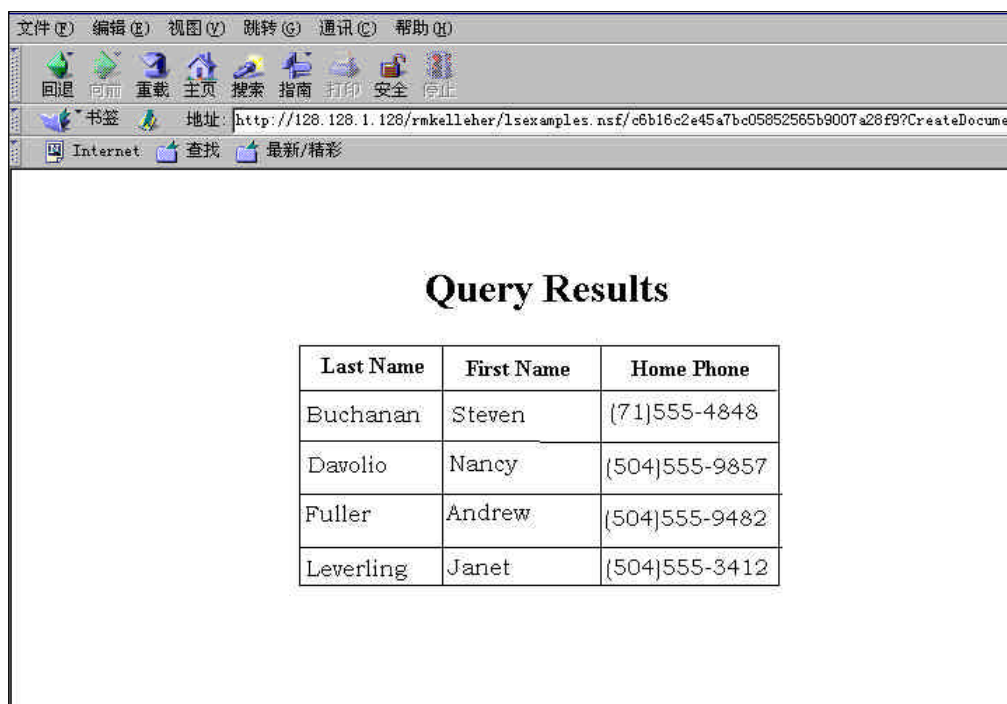 文件(F) 编辑(E) 视图(V) 跳转(G) 通讯(C) 帮助(H)
回退 向前 重载 主页 搜索 指南 打印 安全 停止
书签 地址: http://128.128.1.128/rmkelleher/lsexamples.nsf/c6b16c2e45a7bc05852565b9007a28f9?CreateDocume
Internet 查找 最新/精彩
Query Results
Last Name First Name Home Phone
Buchanan Steven (71)555-4848
Davolio Nancy (504)555-9857
Fuller Andrew (504)555-9482
Leverling Janet (504)555-3412